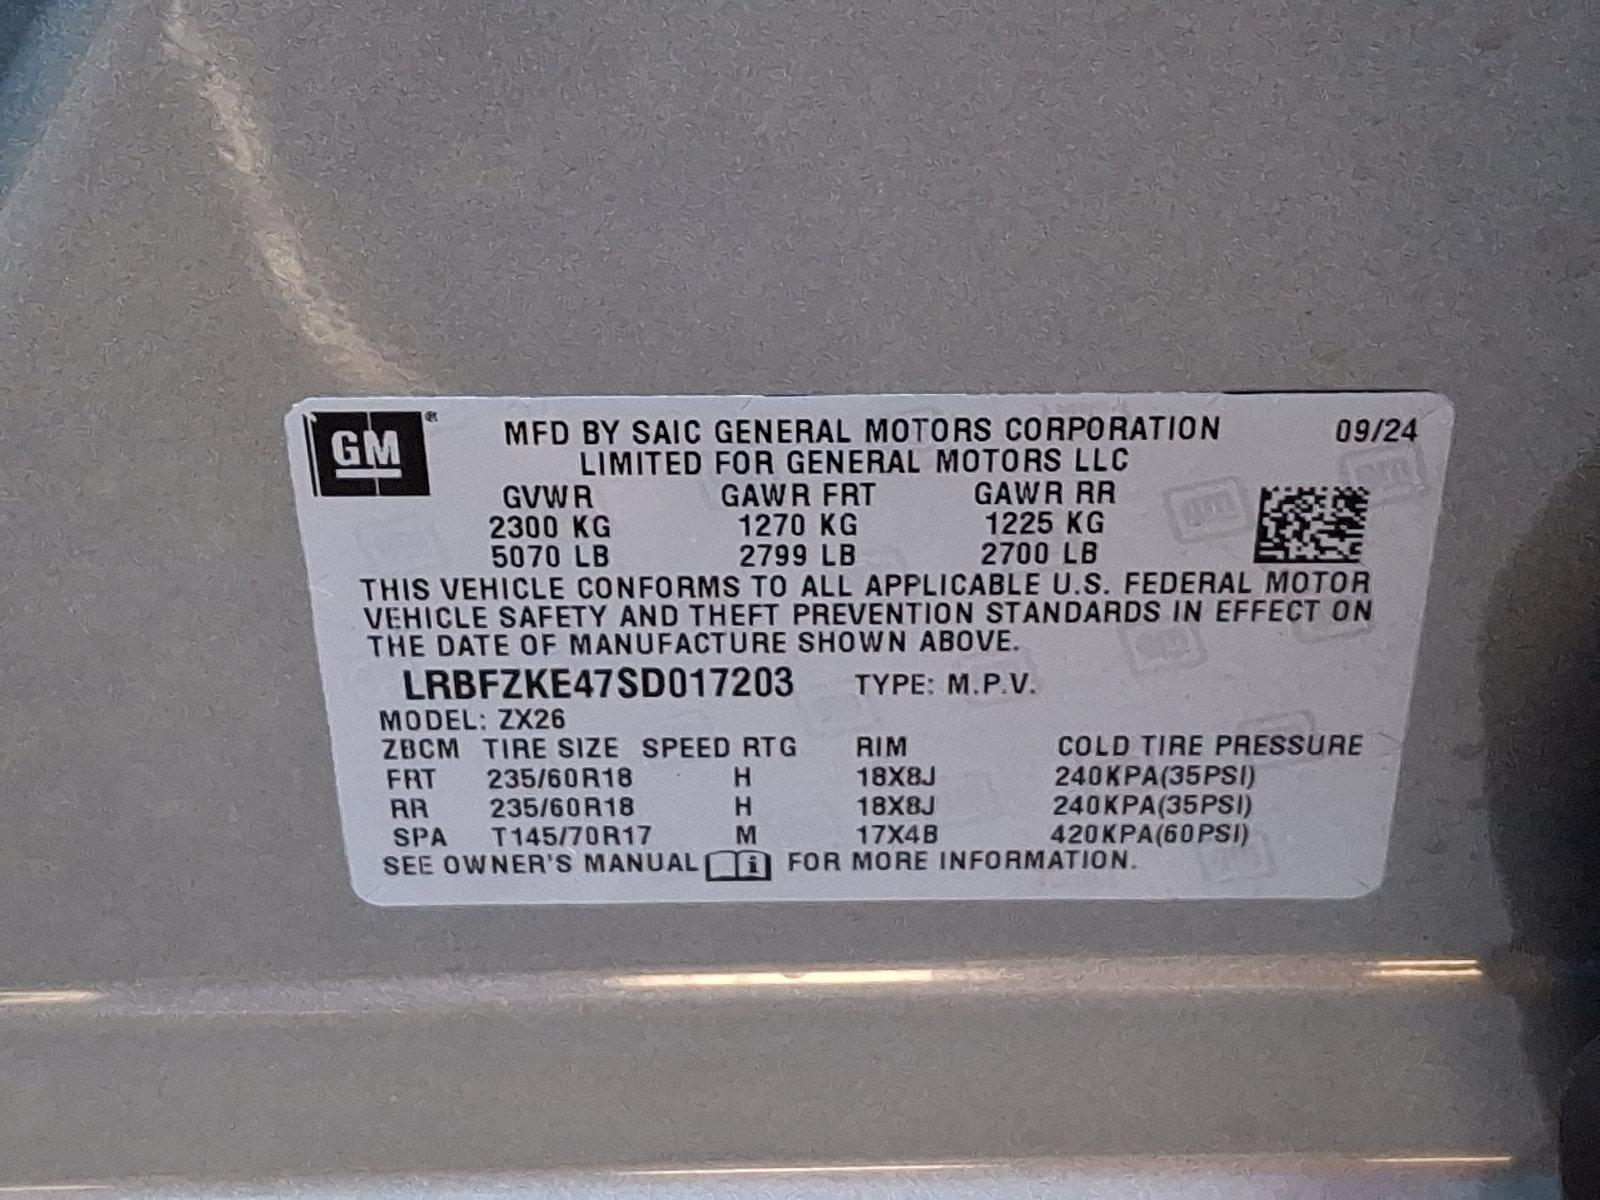 GM®
MFD BY SAIC GENERAL MOTORS CORPORATION 09/24
LIMITED FOR GENERAL MOTORS LLC
GVWR GAWR FRT GAWR RR
2300 KG 1270 KG 1225 KG
5070 LB 2799 LB 2700 LB
THIS VEHICLE CONFORMS TO ALL APPLICABLE U.S. FEDERAL MOTOR
VEHICLE SAFETY AND THEFT PREVENTION STANDARDS IN EFFECT ON
THE DATE OF MANUFACTURE SHOWN ABOVE.
LRBFZKE47SD017203 TYPE: M.P.V.
MODEL: ZX26
ZBCM TIRE SIZE SPEED RTG RIM COLD TIRE PRESSURE
FRT 235/60R18 H 18X8J 240KPA(35PSI)
RR 235/60R18 H 18X8J 240KPA(35PSI)
SPA T145/70R17 M 17X4B 420KPA(60PSI)
SEE OWNER'S MANUAL i FOR MORE INFORMATION.